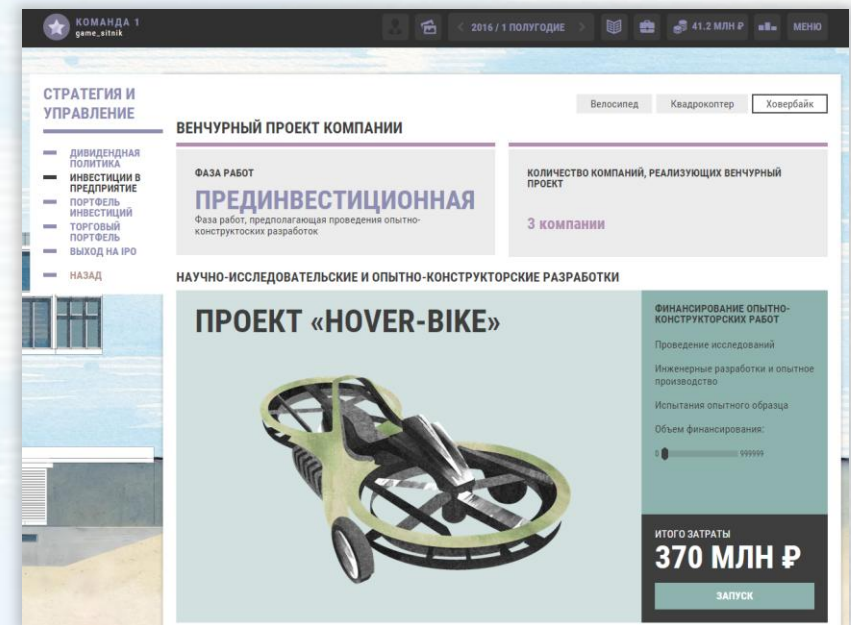 КОМАНДА 1
game_sitnik
2016 / 1 ПОЛУГОДИЕ
41.2 МЛН ₽
МЕНЮ
СТРАТЕГИЯ И
УПРАВЛЕНИЕ
ДИВИДЕНДНАЯ
ПОЛИТИКА
ИНВЕСТИЦИИ В
ПРЕДПРИЯТИЕ
ПОРТФЕЛЬ
ИНВЕСТИЦИЙ
ТОРГОВЫЙ
ПОРТФЕЛЬ
ВЫХОД НА IPO
НАЗАД
Велосипед
Квадрокоптер
Ховербайк
ВЕНЧУРНЫЙ ПРОЕКТ КОМПАНИИ
ФАЗА РАБОТ
ПРЕДИНВЕСТИЦИОННАЯ
Фаза работ, предполагающая проведения опытно-
конструктоских разработок
КОЛИЧЕСТВО КОМПАНИЙ, РЕАЛИЗУЮЩИХ ВЕНЧУРНЫЙ
ПРОЕКТ
3 компании
НАУЧНО-ИССЛЕДОВАТЕЛЬСКИЕ И ОПЫТНО-КОНСТРУКТОРСКИЕ РАЗРАБОТКИ
ПРОЕКТ «HOVER-BIKE»
ФИНАНСИРОВАНИЕ ОПЫТНО-
КОНСТРУКТОРСКИХ РАБОТ
Проведение исследований
Инженерные разработки и опытное
производство
Испытания опытного образца
Объем финансирования:
0 999999
ИТОГО ЗАТРАТЫ
370 МЛН ₽
ЗАПУСК